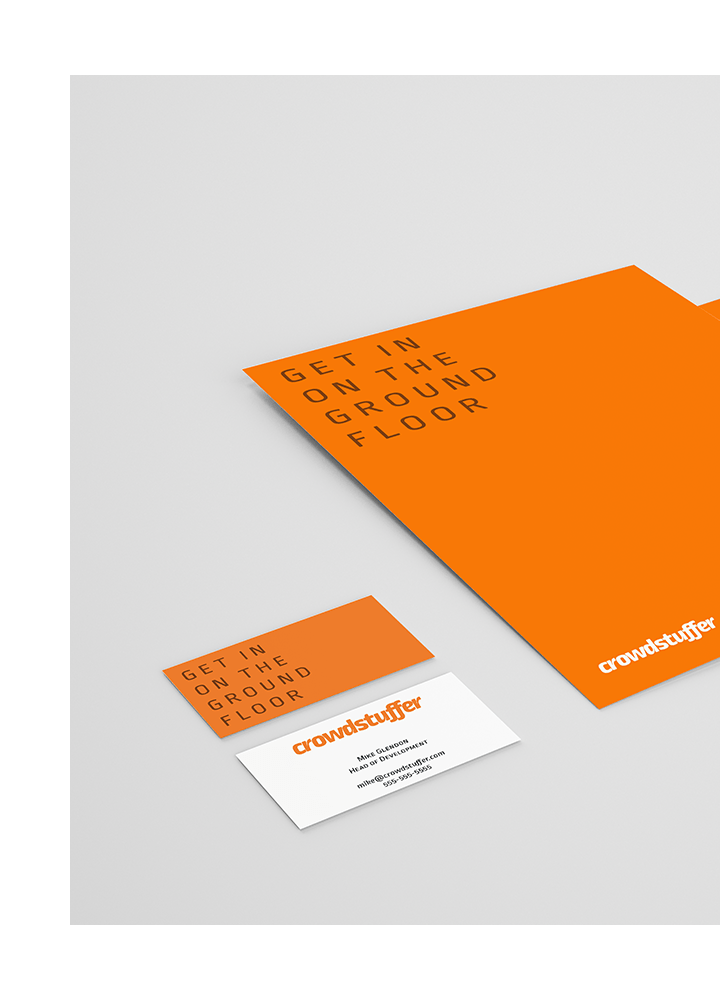 GET IN
ON THE
GROUND
FLOOR
crowdstuffer
GET IN
ON THE
GROUND
FLOOR
crowdstuffer
Mike Glendon
Head of Development
mike@crowdstuffer.com
555-555-5555